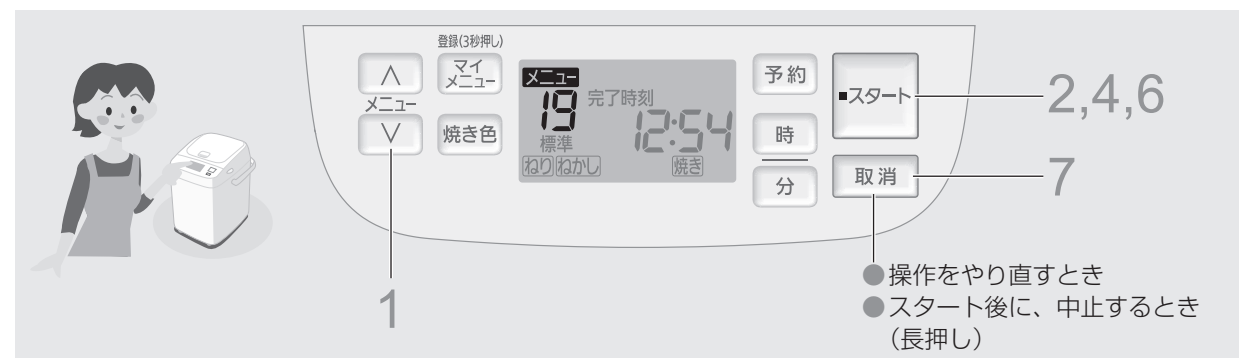 登録(3秒押し)
∧
メニュー
∨
マイ
メニュー
焼き色
メニュー
19
完了時刻
12:54
標準
ねり ねかし 焼き
予約
時
分
■スタート
取消
2,4,6
7
1
●操作をやり直すとき
●スタート後に、中止するとき
(長押し)